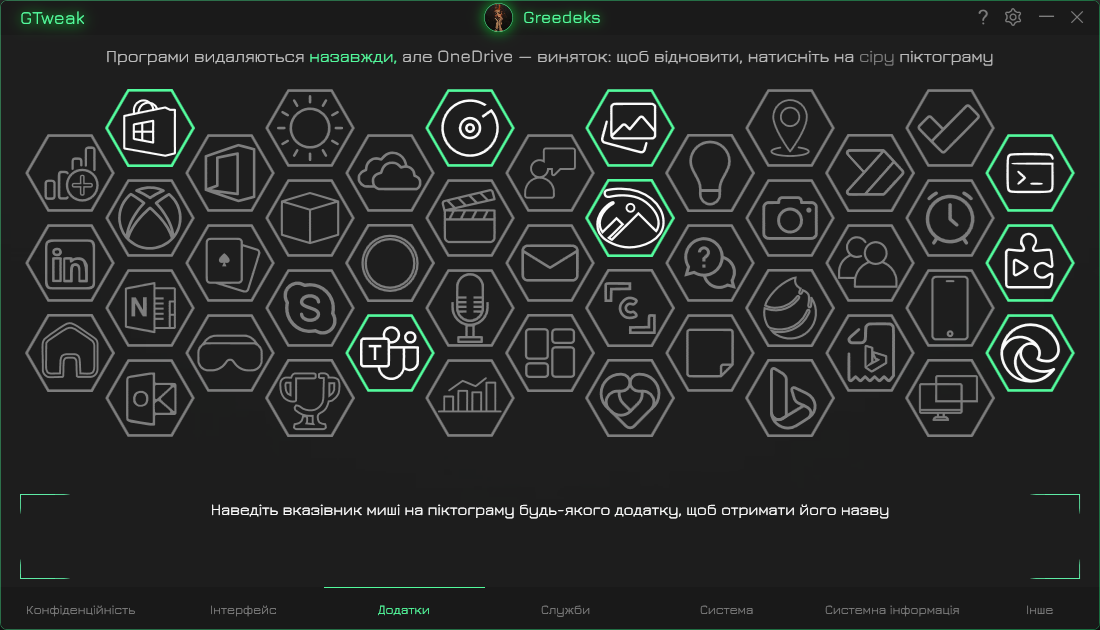 GTweak
Greedeks
?
Програми видаляються назавжди, але OneDrive — виняток: щоб відновити, натисніть на сіру піктограму
in
N
S
T
?
C
O
Наведіть вказівник миші на піктограму будь-якого додатку, щоб отримати його назву
Конфіденційність Інтерфейс Додатки Служби Система Системна інформація Інше